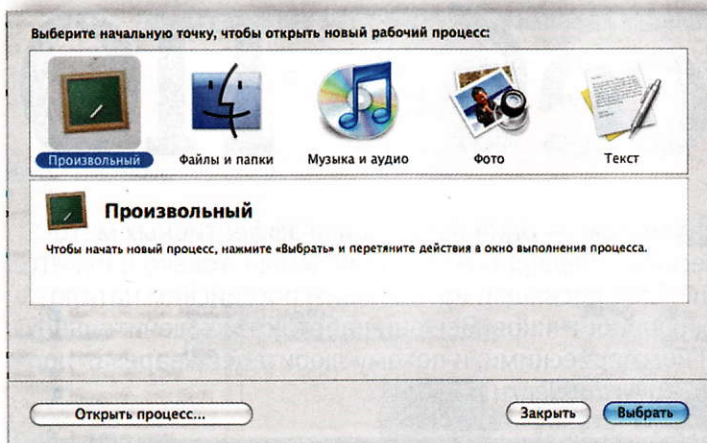 Выберите начальную точку, чтобы открыть новый рабочий процесс:
Произвольный Файлы и папки Музыка и аудио Фото Текст
Произвольный
Чтобы начать новый процесс, нажмите «Выбрать» и перетяните действия в окно выполнения процесса.
Открыть процесс... Закрыть Выбрать